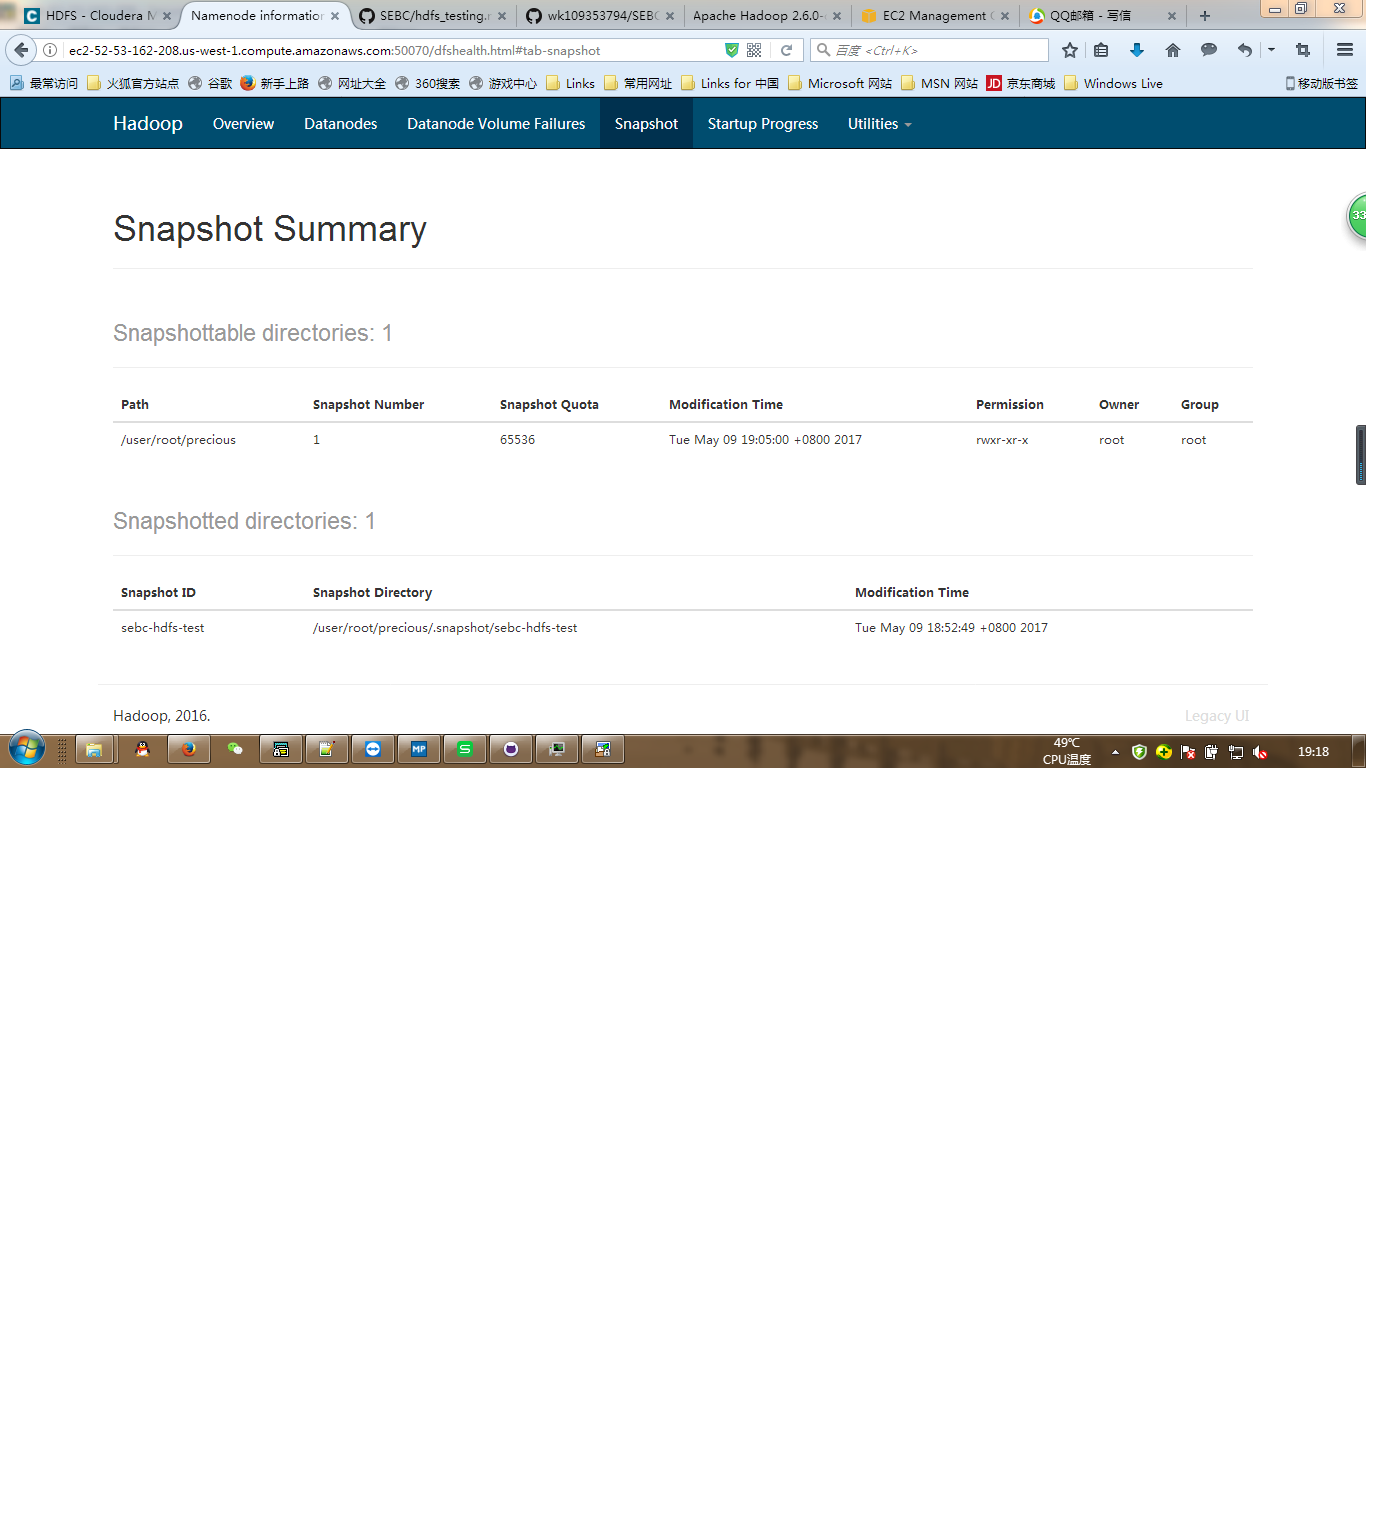 HDFS - Cloudera M
Namenode information
SEBC/hdfs_testing.r
wk109353794/SEBC
Apache Hadoop 2.6.0-
EC2 Management
QQ邮箱 - 写信
ec2-52-53-162-208.us-west-1.compute.amazonaws.com:50070/dfshealth.html#tab-snapshot
百度 <Ctrl+K>
最常访问 火狐官方站点 谷歌 新手上路 网址大全 360搜索 游戏中心 Links 常用网址 Links for 中国 Microsoft 网站 MSN 网站 JD 京东商城 Windows Live 移动版书签
Hadoop Overview Datanodes Datanode Volume Failures Snapshot Startup Progress Utilities
33
Snapshot Summary
Snapshottable directories: 1
Path Snapshot Number Snapshot Quota Modification Time Permission Owner Group
/user/root/precious 1 65536 Tue May 09 19:05:00 +0800 2017 rwxr-xr-x root root
Snapshotted directories: 1
Snapshot ID Snapshot Directory Modification Time
sebc-hdfs-test /user/root/precious/.snapshot/sebc-hdfs-test Tue May 09 18:52:49 +0800 2017
Hadoop, 2016. Legacy UI
MP
S
49℃
CPU温度
19:18